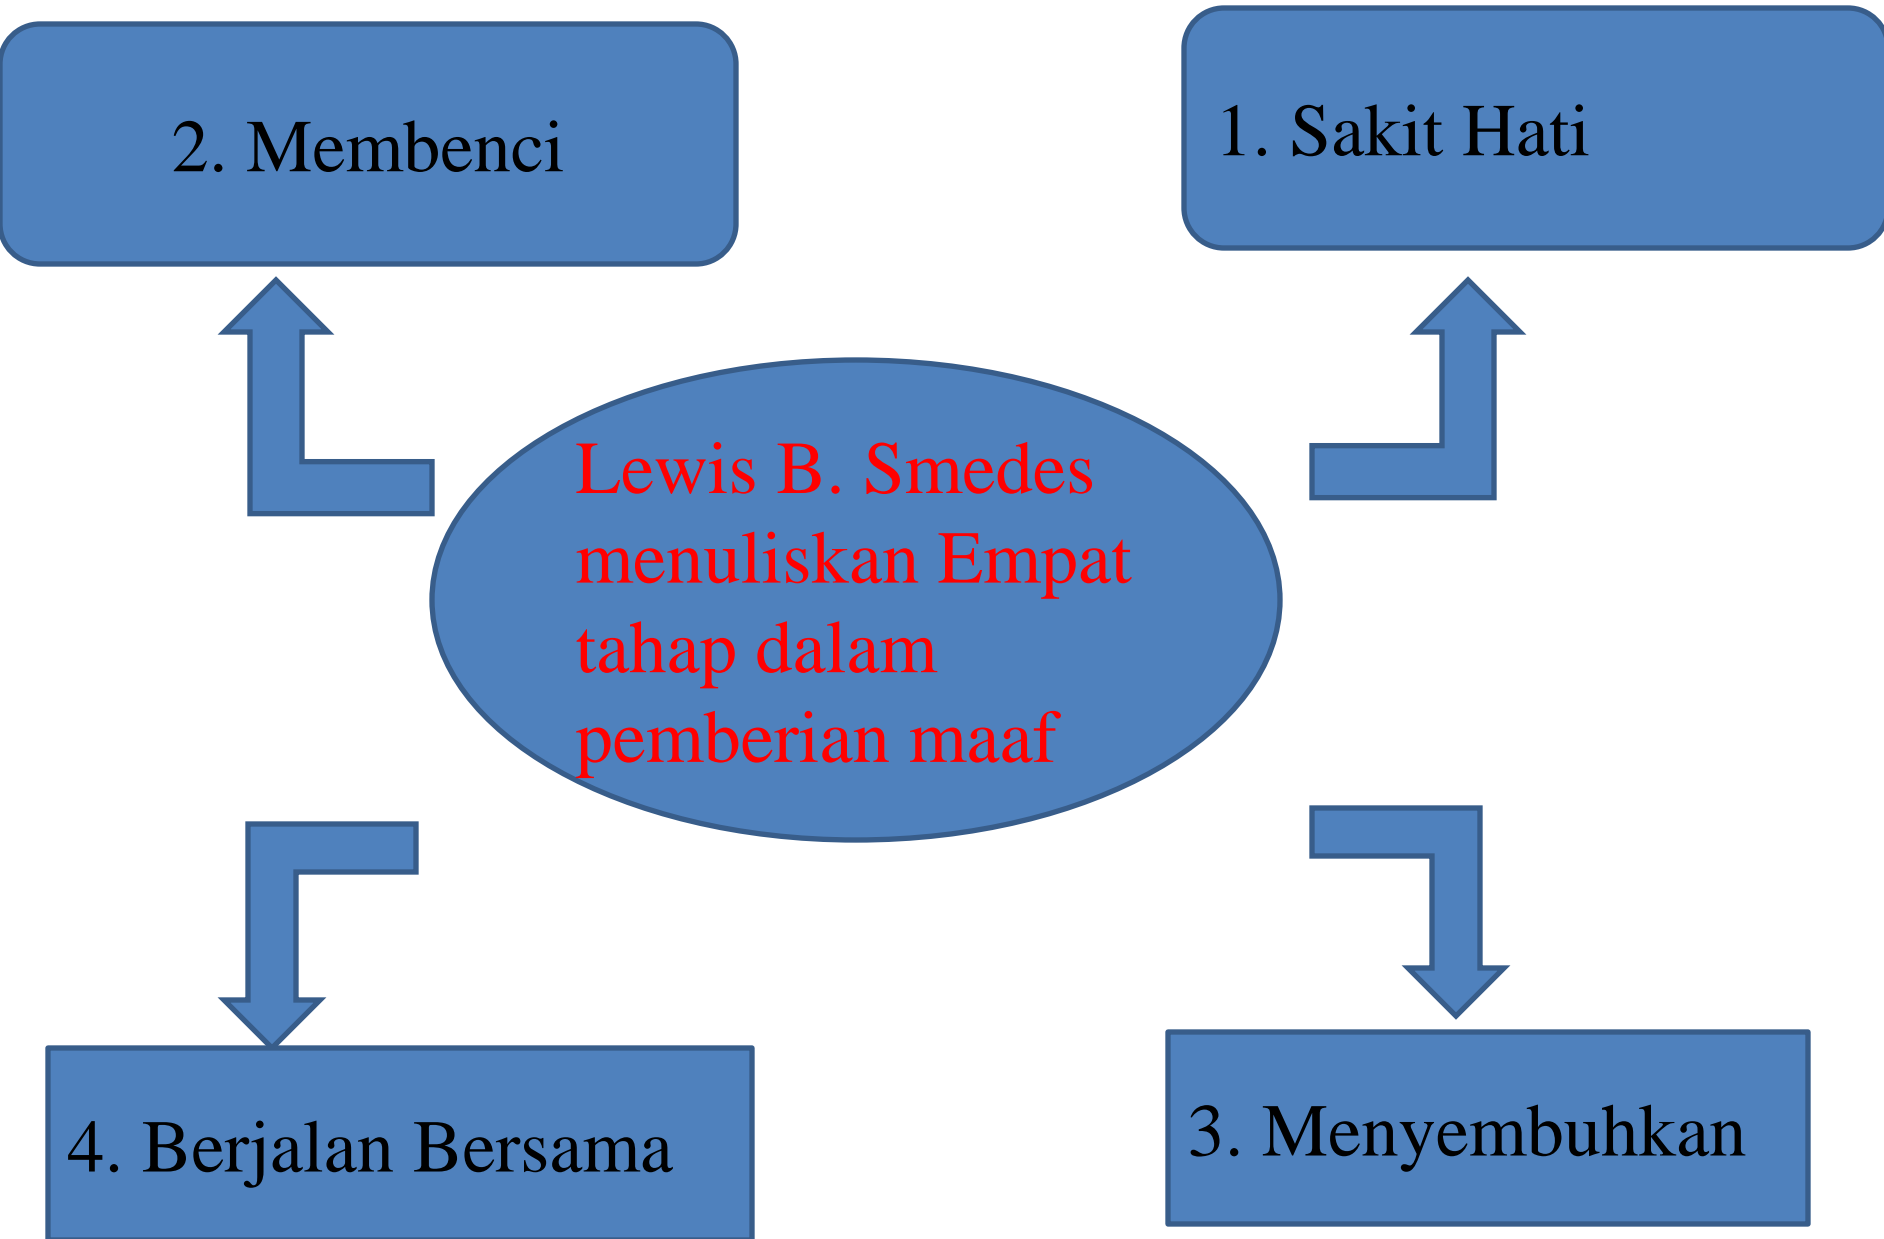 2. Membenci
1. Sakit Hati
Lewis B. Smedes
menuliskan Empat
tahap dalam
pemberian maaf
4. Berjalan Bersama
3. Menyembuhkan